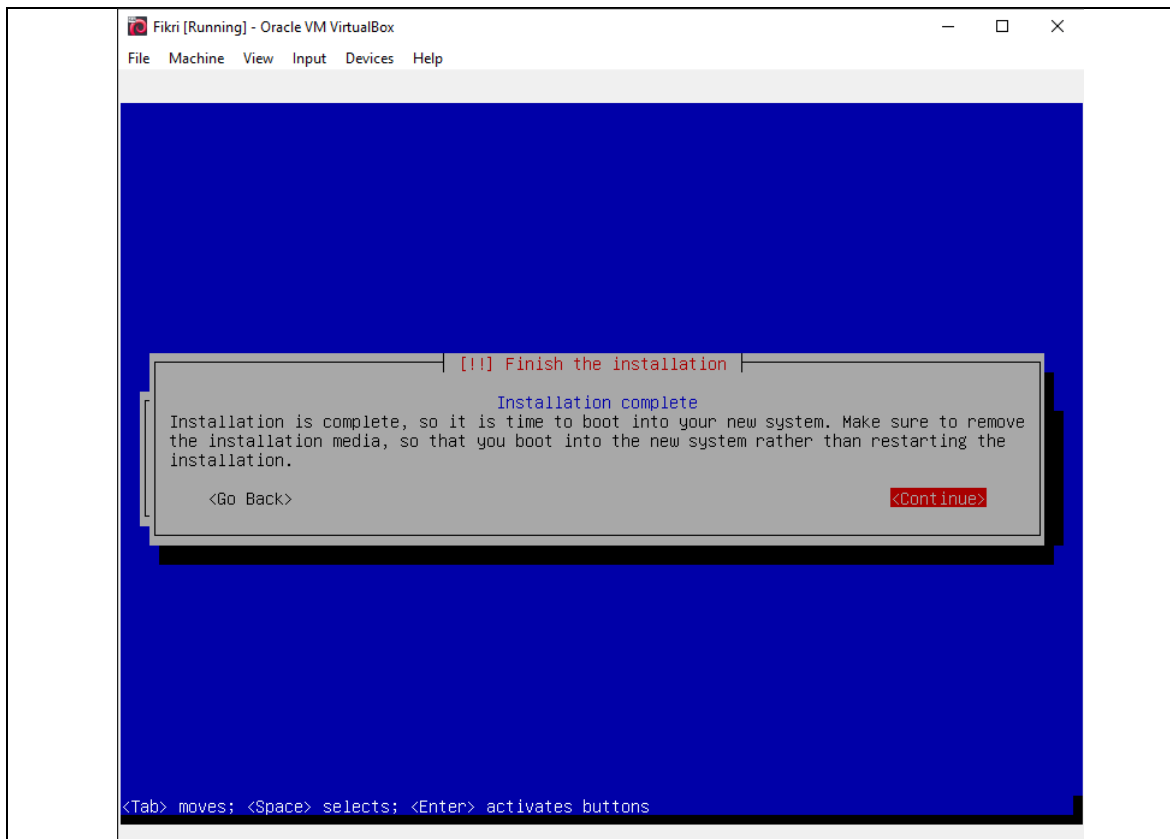 Fikri [Running] - Oracle VM VirtualBox
File Machine View Input Devices Help
[!!] Finish the installation
Installation complete
Installation is complete, so it is time to boot into your new system. Make sure to remove
the installation media, so that you boot into the new system rather than restarting the
installation.
<Go Back> <Continue>
<Tab> moves; <Space> selects; <Enter> activates buttons